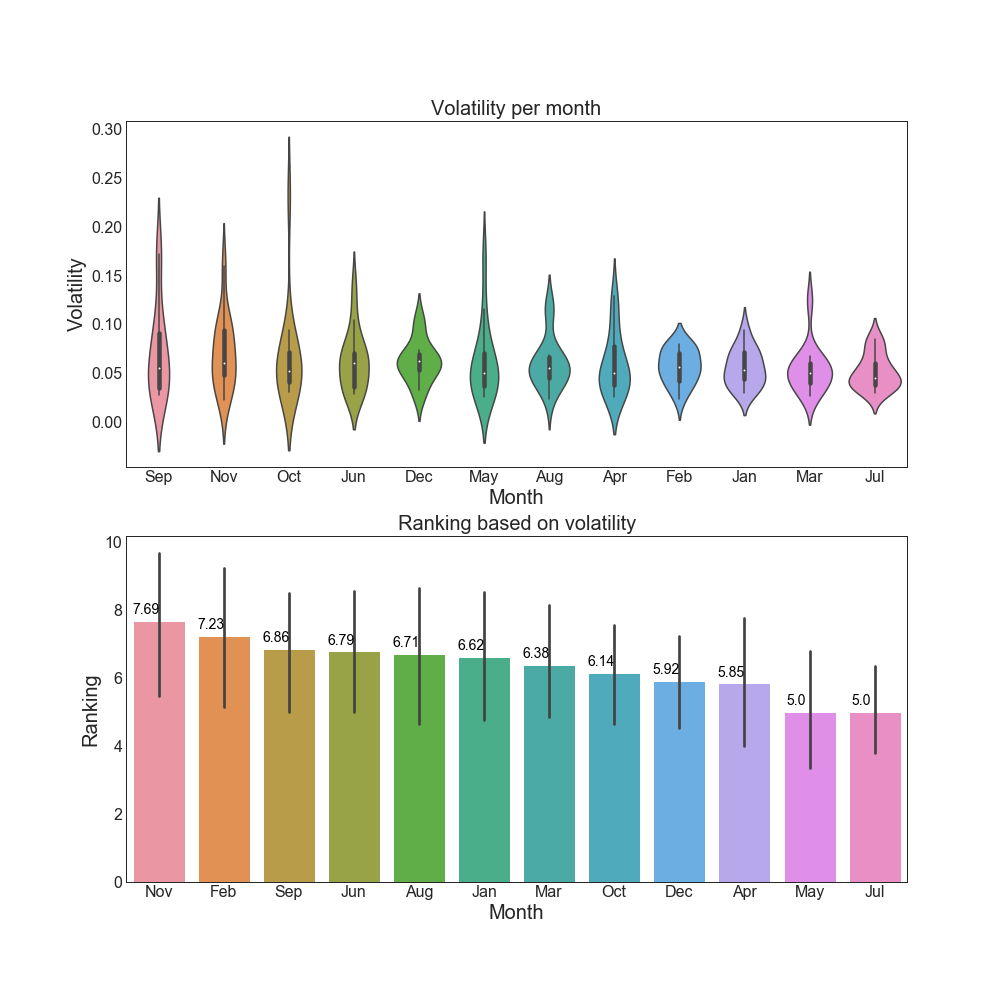 Volatility per month
0.30
0.25
0.20
0.15
0.10
0.05
0.00
Volatility
Sep Nov Oct Jun Dec May Aug Apr Feb Jan Mar Jul
Month
Ranking based on volatility
10
8
6
4
2
0
Ranking
7.69 7.23 6.86 6.79 6.71 6.62 6.38 6.14 5.92 5.85 5.0 5.0
Nov Feb Sep Jun Aug Jan Mar Oct Dec Apr May Jul
Month